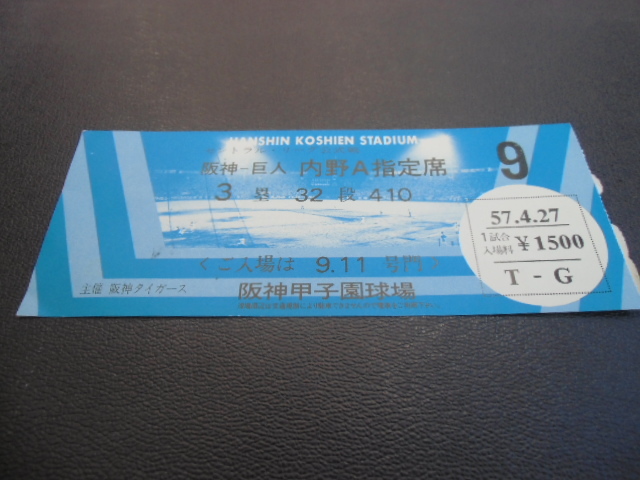 HANSHIN KOSHIEN STADIUM
阪神-巨人 内野A指定席
3 塁 32 段 410
くご入場は 9.11 号門
主催 阪神タイガース
阪神甲子園球場
9
57.4.27
1試合
入場料 ¥1500
T - G